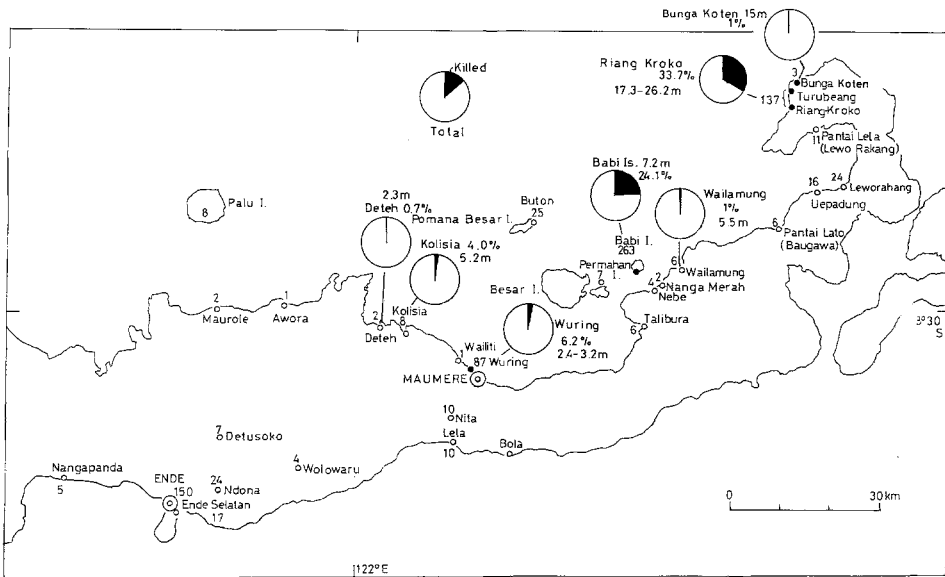 Bunga Koten 15m
1%
Killed
Total
Riang Kroko
33.7%
17.3-26.2m
3
Bunga Koten
137
Turubeang
Riang-Kroko
11
Pantai Lela
(Lewo Rakang)
Babi Is. 7.2m
24.1%
Wailamung
1%
5.5m
16
24
Leworahang
Uepadung
Palu I.
8
2.3m
Deteh 0.7%
Pomana Besar I.
Buton
25
Kolisia 4.0%
5.2m
Babi I.
263
6
Pantai Lato
(Baugawa)
Permahan
I.
7
6
Wailamung
2
Nanga Merah
4
Nebe
Besar I.
2
Maurole
1
Awora
2
Deteh
Kolisia
8
Wuring
6.2%
2.4-3.2m
6
Talibura
8°30
S
Wailiti
1
87
Wuring
MAUMERE
10
Nita
Lela
10
Bola
7
Detusoko
4
Wolowaru
Nangapanda
5
ENDE
150
24
Ndona
Ende Selatan
17
0
30km
122°E